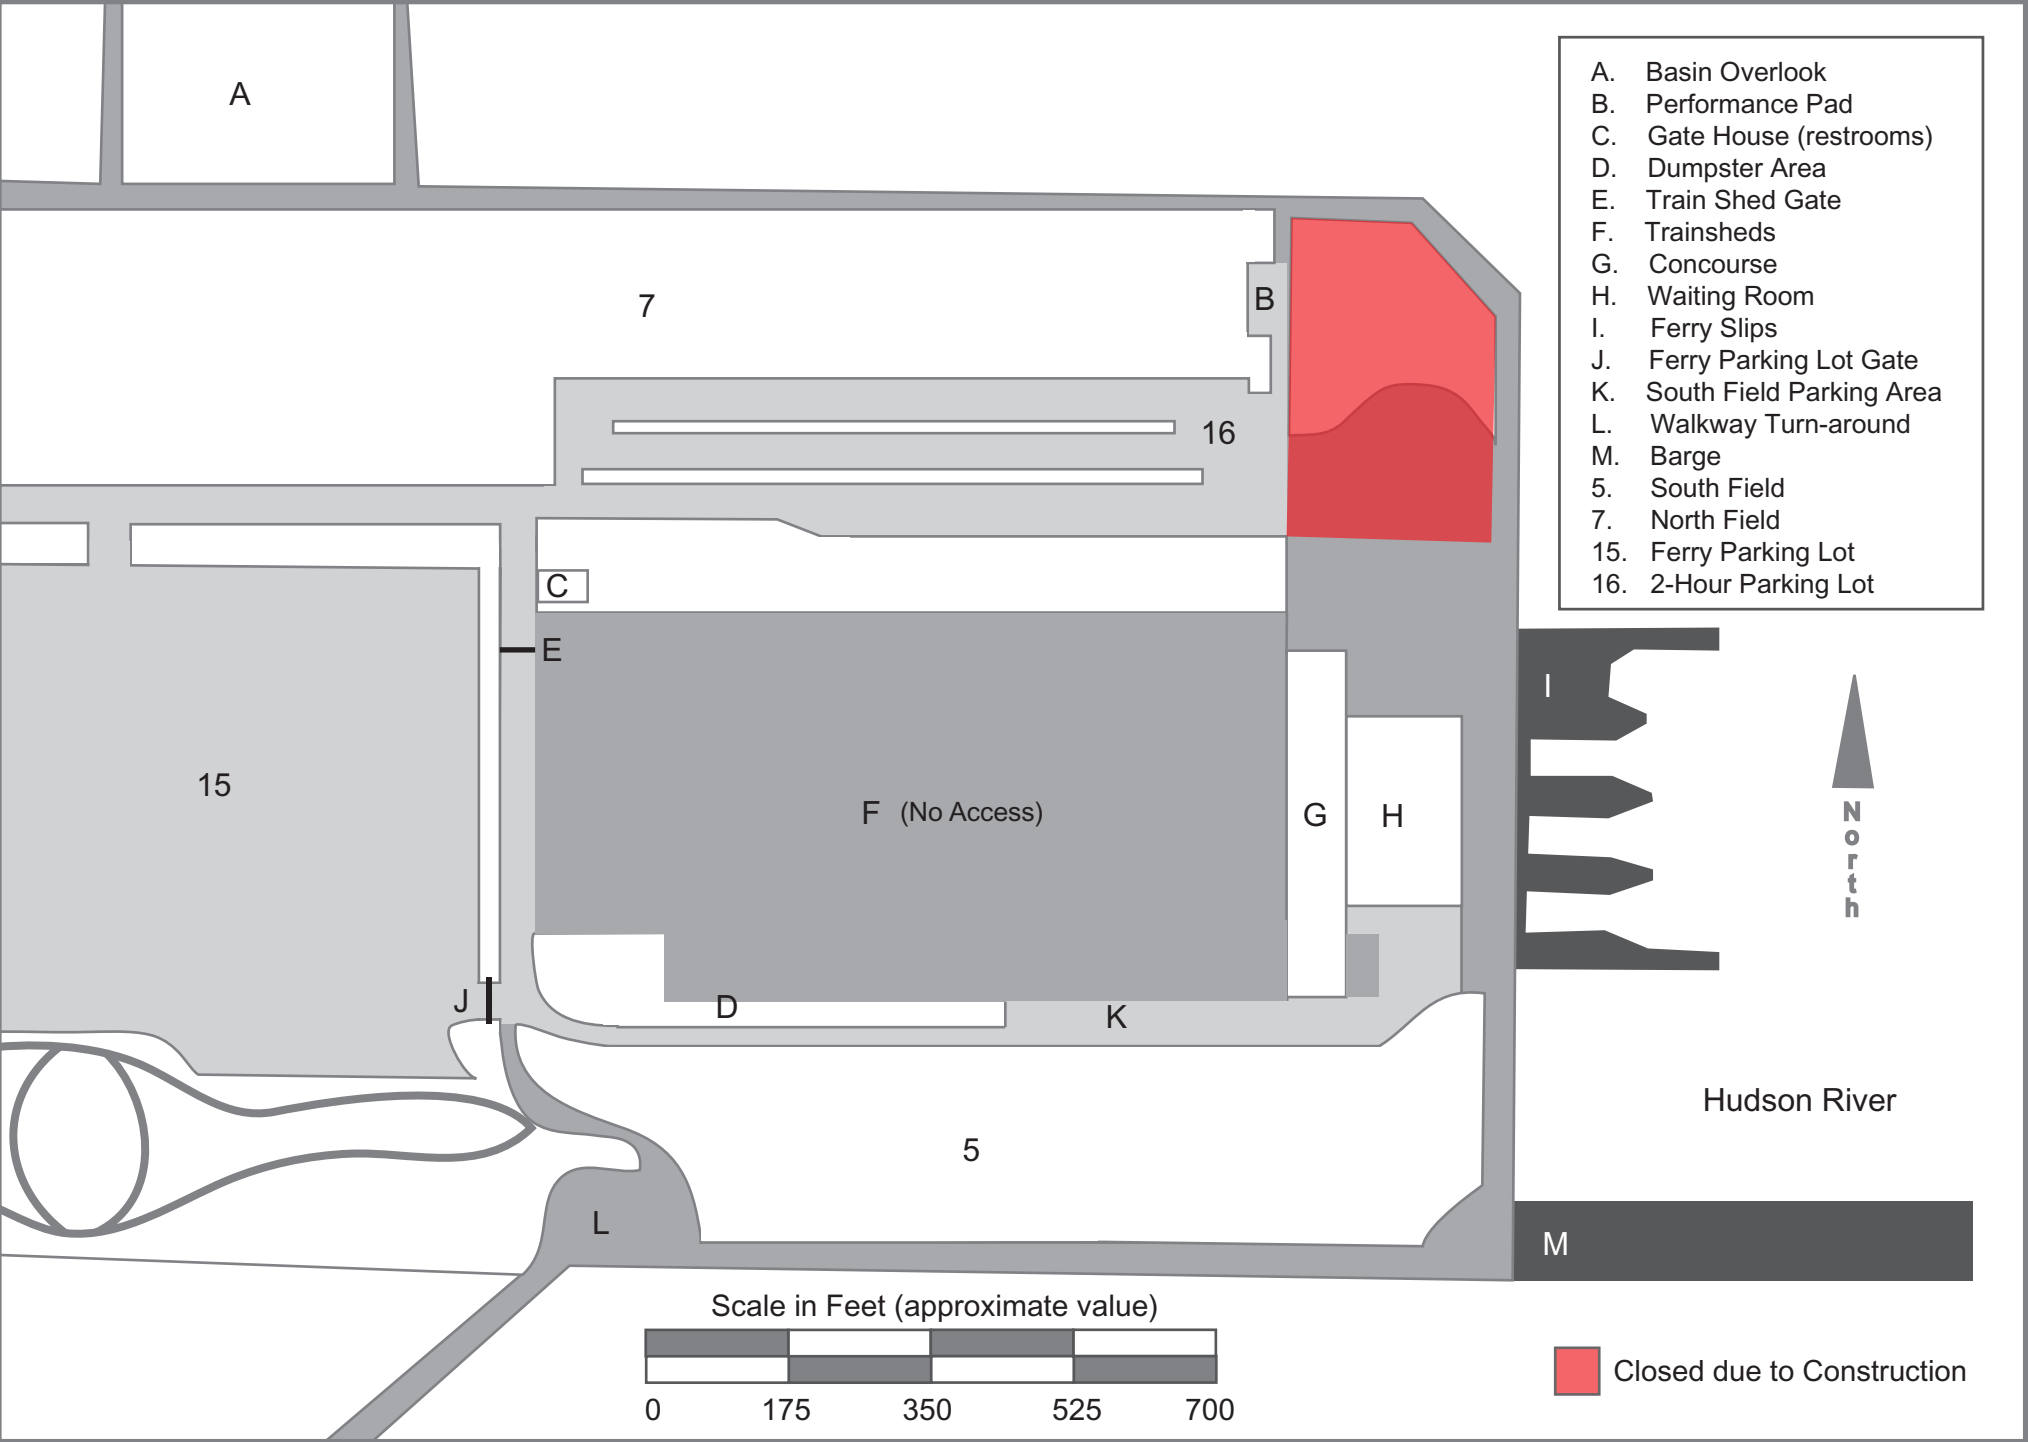 A
A. Basin Overlook
B. Performance Pad
C. Gate House (restrooms)
D. Dumpster Area
E. Train Shed Gate
F. Trainsheds
G. Concourse
H. Waiting Room
I. Ferry Slips
J. Ferry Parking Lot Gate
K. South Field Parking Area
L. Walkway Turn-around
M. Barge
5. South Field
7. North Field
15. Ferry Parking Lot
16. 2-Hour Parking Lot
7
B
16
C
E
I
15
F (No Access)
G
H
North
J
D
K
Hudson River
5
L
M
Scale in Feet (approximate value)
0 175 350 525 700
Closed due to Construction